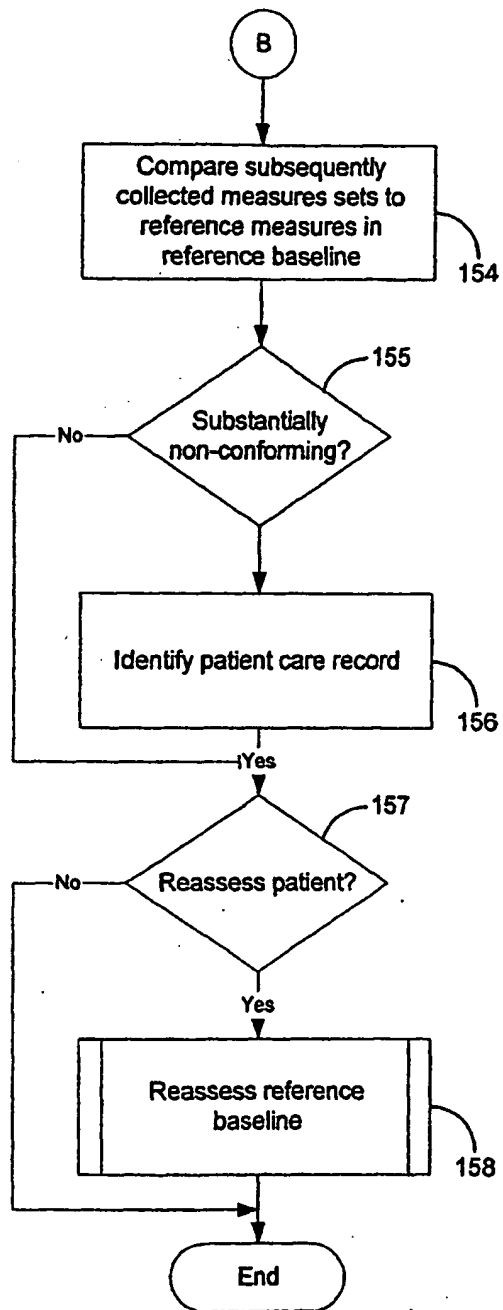 B
Compare subsequently
collected measures sets to
reference measures in
reference baseline
154
155
Substantially
non-conforming?
No
Identify patient care record
156
Yes
157
Reassess patient?
No
Yes
Reassess reference
baseline
158
End